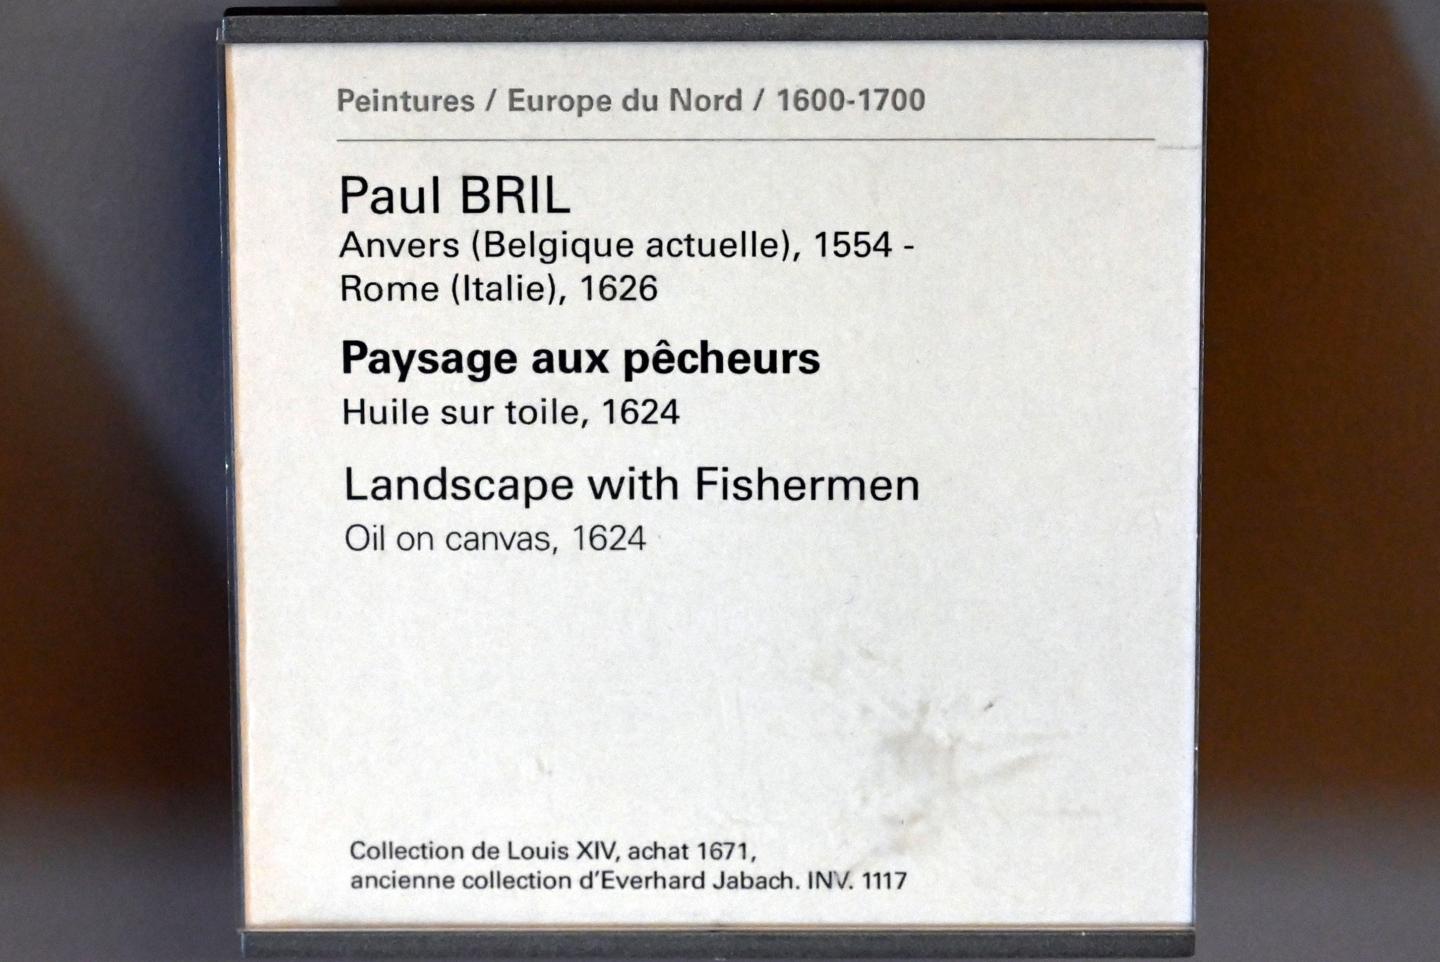 Peintures / Europe du Nord / 1600-1700
Paul BRIL
Anvers (Belgique actuelle), 1554 -
Rome (Italie), 1626
Paysage aux pêcheurs
Huile sur toile, 1624
Landscape with Fishermen
Oil on canvas, 1624
Collection de Louis XIV, achat 1671,
ancienne collection d'Everhard Jabach. INV. 1117